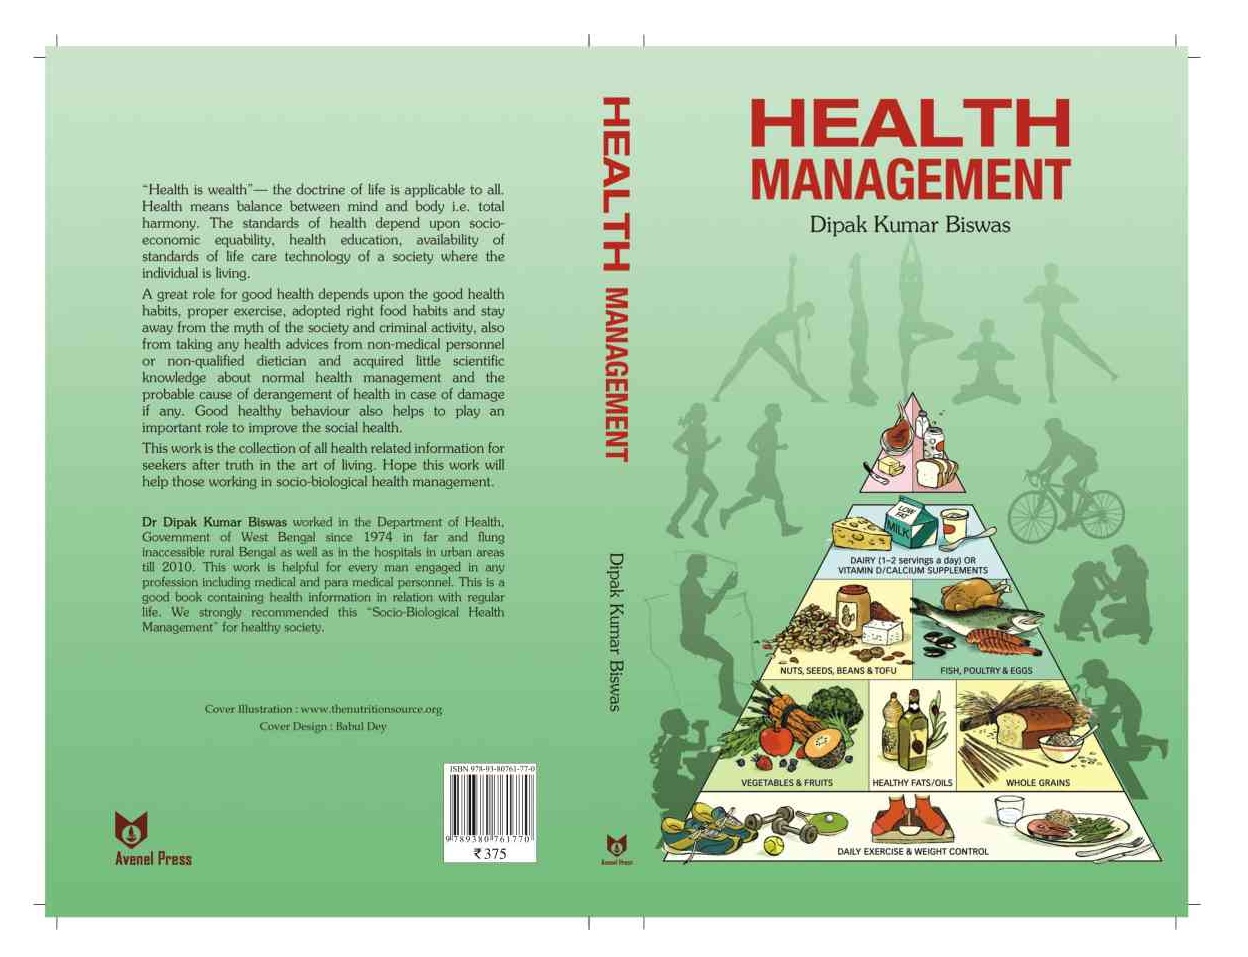 “Health is wealth”— the doctrine of life is applicable to all.
Health means balance between mind and body i.e. total
harmony. The standards of health depend upon socio-
economic equability, health education, availability of
standards of life care technology of a society where the
individual is living.
A great role for good health depends upon the good health
habits, proper exercise, adopted right food habits and stay
away from the myth of the society and criminal activity, also
from taking any health advices from non-medical personnel
or non-qualified dietician and acquired little scientific
knowledge about normal health management and the
probable cause of derangement of health in case of damage
if any. Good healthy behaviour also helps to play an
important role to improve the social health.
This work is the collection of all health related information for
seekers after truth in the art of living. Hope this work will
help those working in socio-biological health management.
Dr Dipak Kumar Biswas worked in the Department of Health,
Government of West Bengal since 1974 in far and flung
inaccessible rural Bengal as well as in the hospitals in urban areas
till 2010. This work is helpful for every man engaged in any
profession including medical and para medical personnel. This is a
good book containing health information in relation with regular
life. We strongly recommended this “Socio-Biological Health
Management” for healthy society.
Cover Illustration : www.thenutritionsource.org
Cover Design : Babul Dey
ISBN 978-93-80761-77-0
9 789380 761770
₹ 375
Avenel Press
HEALTH MANAGEMENT
Dipak Kumar Biswas
Avenel Press
HEALTH
MANAGEMENT
Dipak Kumar Biswas
LOW
FAT
MILK
DAIRY (1–2 servings a day) OR
VITAMIN D/CALCIUM SUPPLEMENTS
NUTS, SEEDS, BEANS & TOFU
FISH, POULTRY & EGGS
VEGETABLES & FRUITS
HEALTHY FATS/OILS
WHOLE GRAINS
DAILY EXERCISE & WEIGHT CONTROL